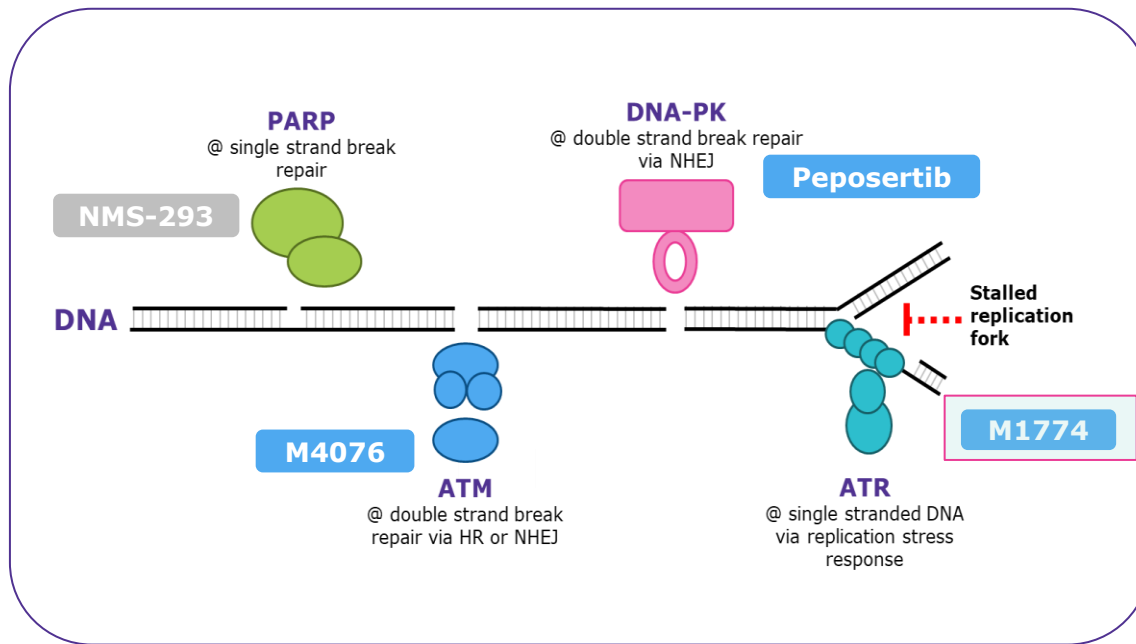 PARP
@ single strand break
repair
NMS-293
DNA-PK
@ double strand break repair
via NHEJ
Peposertib
DNA
Stalled
replication
fork
M4076
ATM
@ double strand break
repair via HR or NHEJ
M1774
ATR
@ single stranded DNA
via replication stress
response